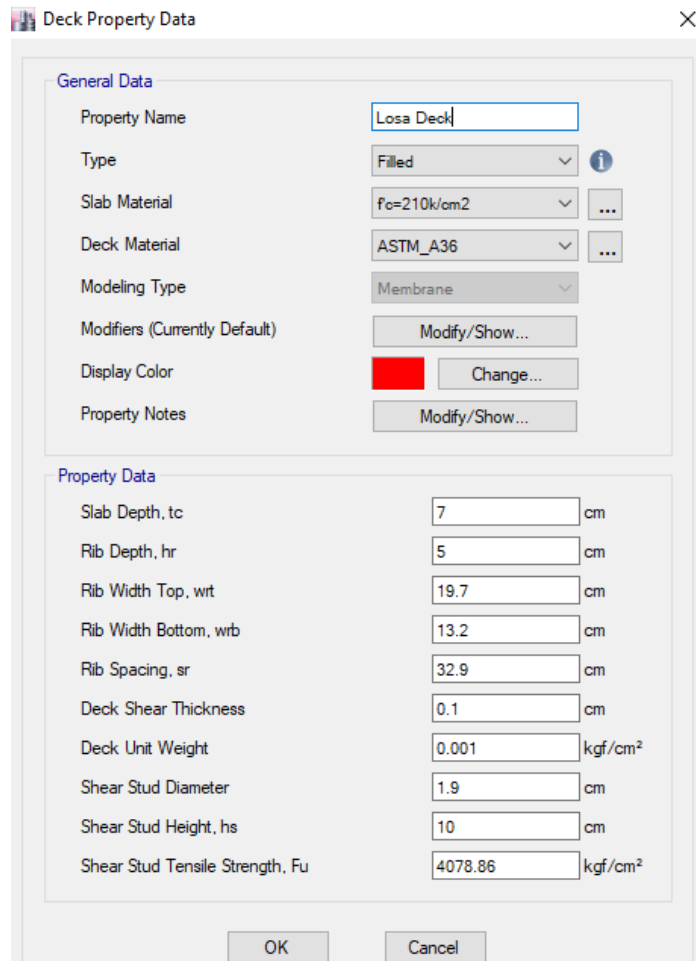 Deck Property Data
General Data
Property Name Losa Deck
Type Filled
Slab Material f'c=210k/cm2 ...
Deck Material ASTM_A36 ...
Modeling Type Membrane
Modifiers (Currently Default) Modify/Show...
Display Color Change...
Property Notes Modify/Show...
Property Data
Slab Depth, tc 7 cm
Rib Depth, hr 5 cm
Rib Width Top, wrt 19.7 cm
Rib Width Bottom, wrb 13.2 cm
Rib Spacing, sr 32.9 cm
Deck Shear Thickness 0.1 cm
Deck Unit Weight 0.001 kgf/cm²
Shear Stud Diameter 1.9 cm
Shear Stud Height, hs 10 cm
Shear Stud Tensile Strength, Fu 4078.86 kgf/cm²
OK Cancel